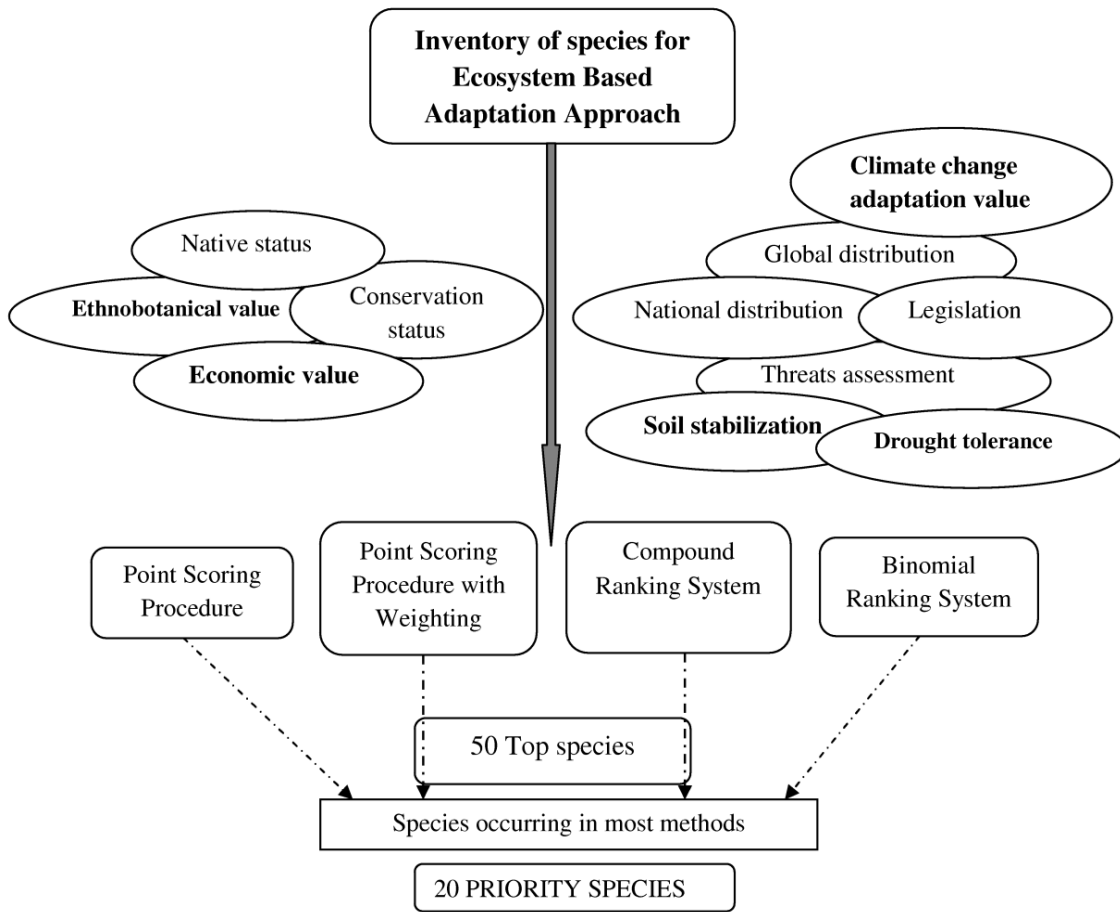 Inventory of species for
Ecosystem Based
Adaptation Approach
Native status
Ethnobotanical value
Conservation
status
Economic value
Climate change
adaptation value
Global distribution
National distribution
Legislation
Threats assessment
Soil stabilization
Drought tolerance
Point Scoring
Procedure
Point Scoring
Procedure with
Weighting
Compound
Ranking System
Binomial
Ranking System
50 Top species
Species occurring in most methods
20 PRIORITY SPECIES